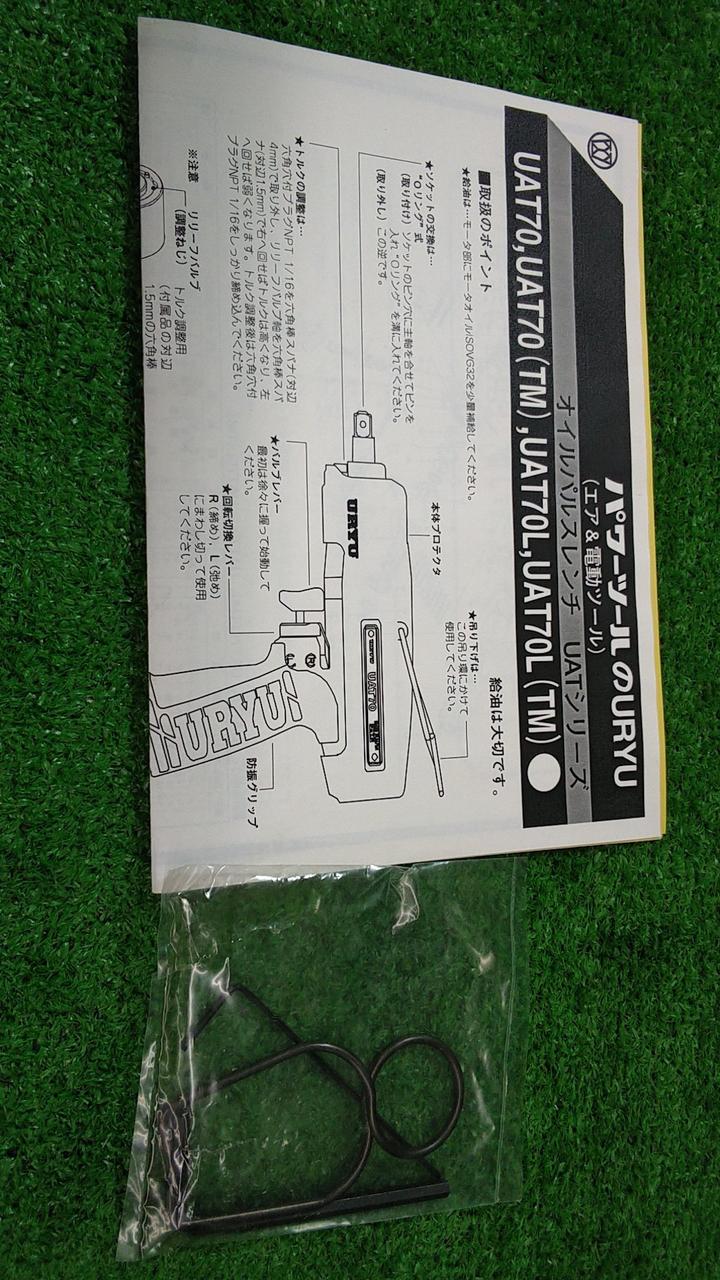 パワーツールのURYU
(エア&電動ツール)
オイルパルスレンチ UATシリーズ
UAT70,UAT70(TM),UAT70L,UAT70L(TM)
■取扱のポイント
給油は大切です。
★給油は…モータ部にモータオイルISOVG32を少量補給してください。
★ソケットの交換は…
"Oリング"式
(取り付け)ソケットのピン穴に主軸を合せてピンを
入れ"Oリング"を溝に入れてください。
(取り外し)この逆です。
★吊り下げは…
この吊り環にかけて
使用してください。
本体プロテクタ
★トルクの調整は…
六角穴付プラグNPT 1/16を六角棒スパナ(対辺
4mm)で取り外し、リリーフバルブ軸を六角棒スパ
ナ(対辺1.5mm)で右へ回せばトルクは高くなり、左
へ回せば弱くなります。トルク調整後は六角穴付
プラグNPT 1/16をしっかり締め込んでください。
URYU
URYU UAT70
★バルブレバー
最初は徐々に握って始動して
ください。
★回転切換レバー
R(締め)、L(弛め)
にまわし切って使用
してください。
L R
URYU
防振グリップ
※注意
リリーフバルブ
(調整ねじ)
トルク調整用
(付属品の対辺
1.5mmの六角棒